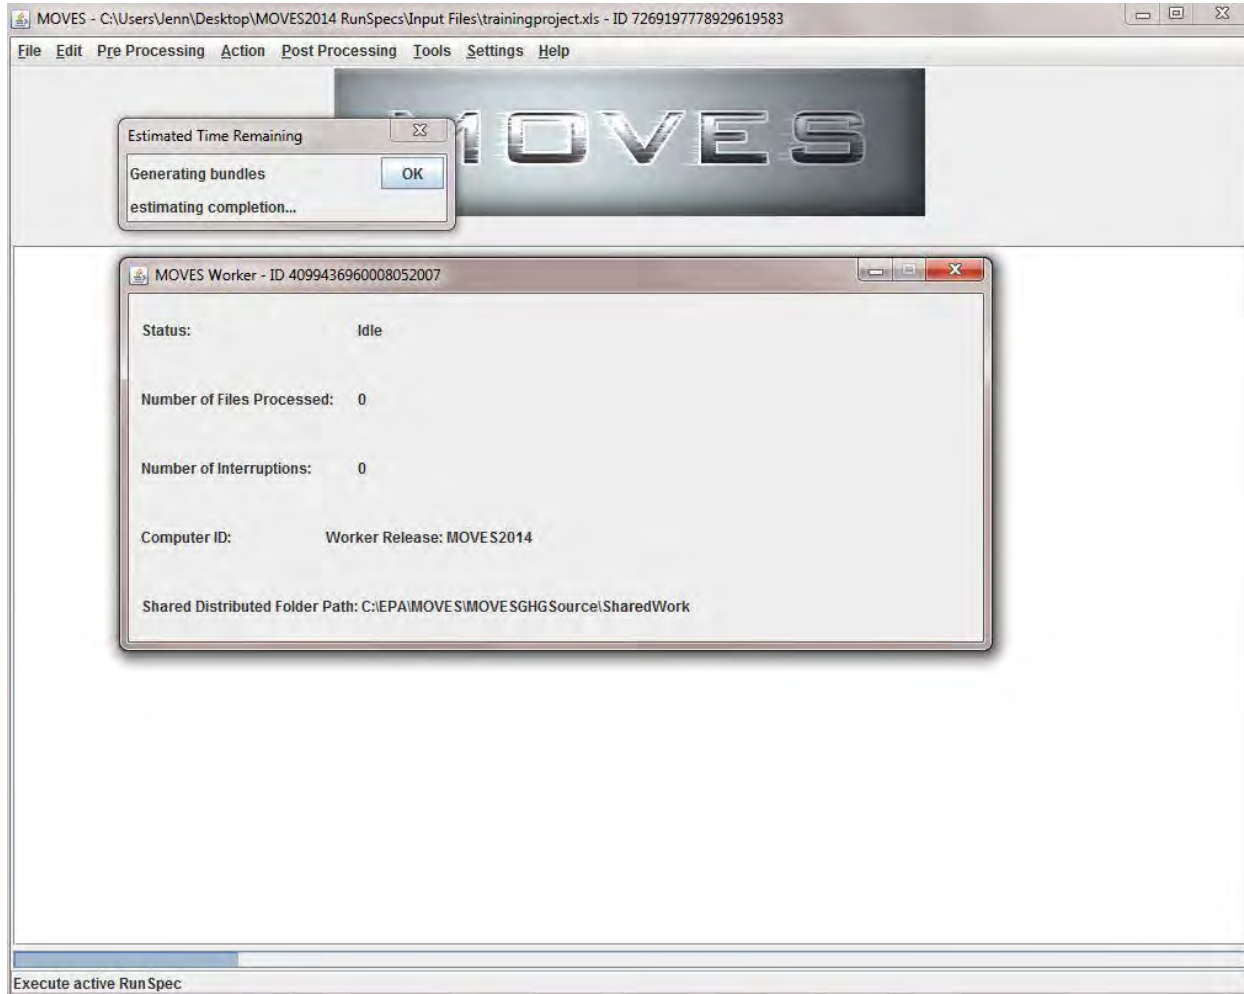 MOVES - C:\Users\Jenn\Desktop\MOVES2014 RunSpecs\Input Files\trainingproject.xls - ID 7269197778929619583
File Edit Pre Processing Action Post Processing Tools Settings Help
MOVES
Estimated Time Remaining
Generating bundles OK
estimating completion...
MOVES Worker - ID 4099436960008052007
Status: Idle
Number of Files Processed: 0
Number of Interruptions: 0
Computer ID: Worker Release: MOVES2014
Shared Distributed Folder Path: C:\EPA\MOVES\MOVESGHGSource\SharedWork
Execute active RunSpec